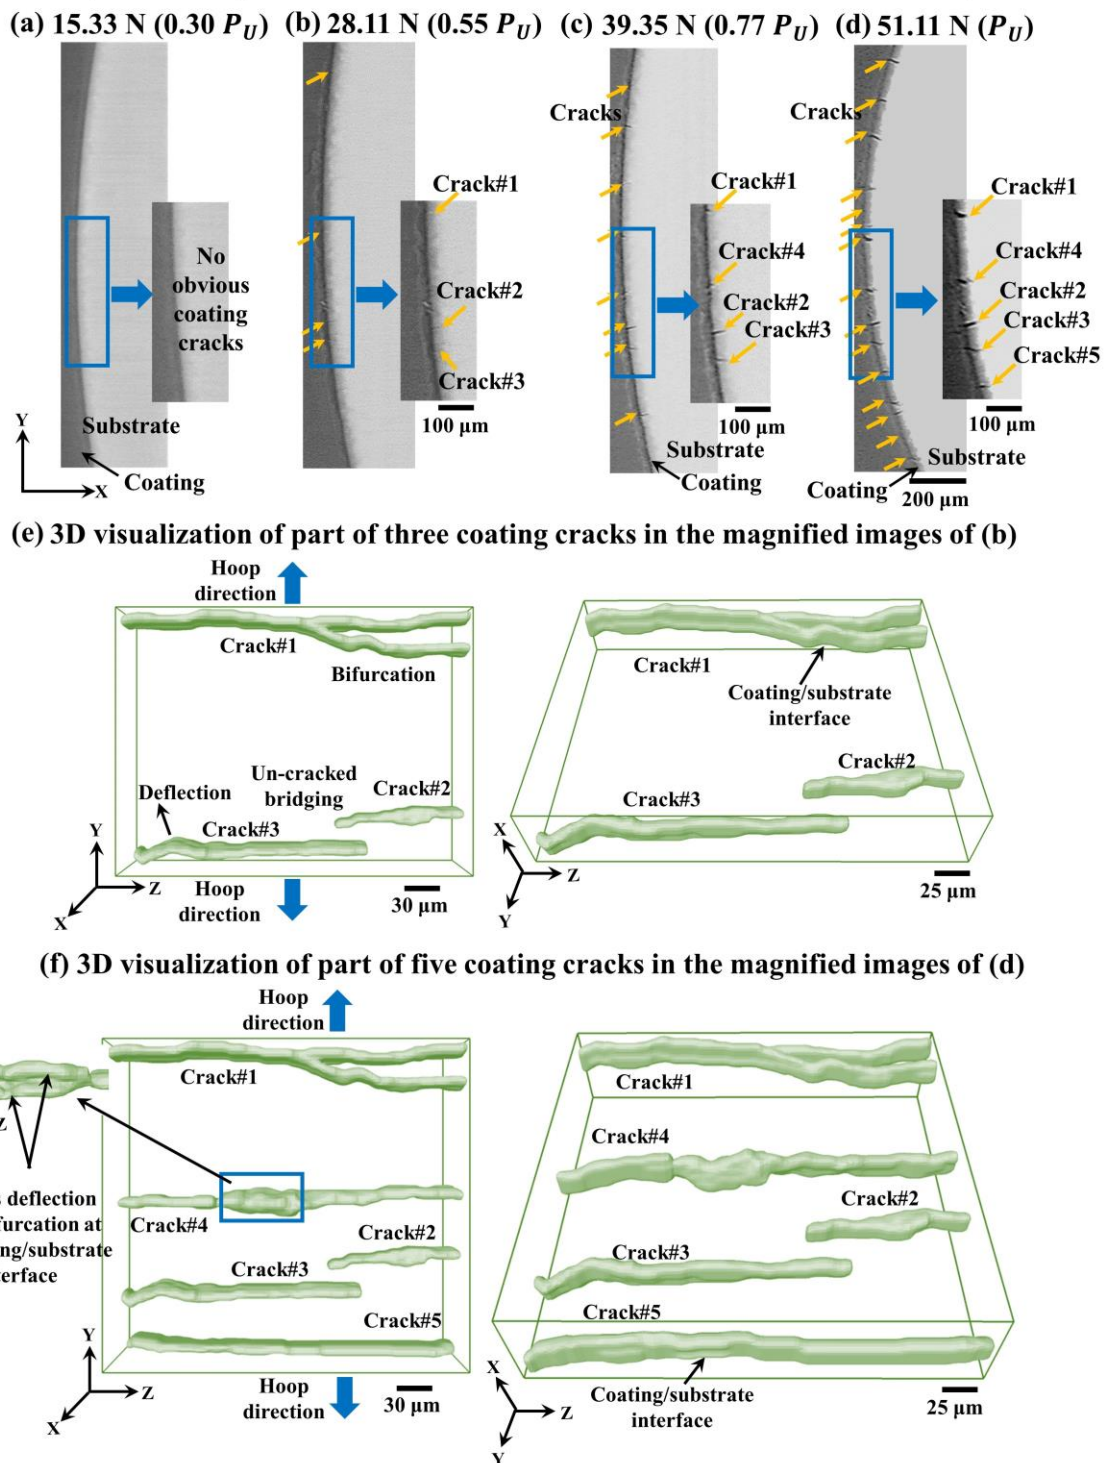 (a) 15.33 N (0.30 P_U)
(b) 28.11 N (0.55 P_U)
(c) 39.35 N (0.77 P_U)
(d) 51.11 N (P_U)
No
obvious
coating
cracks
Substrate
Coating
Y
X
Crack#1
Crack#2
Crack#3
100 μm
Cracks
Crack#1
Crack#4
Crack#2
Crack#3
100 μm
Substrate
Coating
Cracks
Crack#1
Crack#4
Crack#2
Crack#3
Crack#5
100 μm
Substrate
Coating
200 μm
(e) 3D visualization of part of three coating cracks in the magnified images of (b)
Hoop
direction
Crack#1
Bifurcation
Un-cracked
bridging
Crack#2
Deflection
Crack#3
Y
Z
X
Hoop
direction
30 μm
Crack#1
Coating/substrate
interface
Crack#2
Crack#3
X
Z
Y
25 μm
(f) 3D visualization of part of five coating cracks in the magnified images of (d)
Hoop
direction
Crack#1
Z
deflection
furcation at
ng/substrate
terface
Crack#4
Crack#2
Crack#3
Crack#5
Y
Z
X
Hoop
direction
30 μm
Crack#1
Crack#4
Crack#2
Crack#3
Crack#5
Coating/substrate
interface
X
Z
Y
25 μm